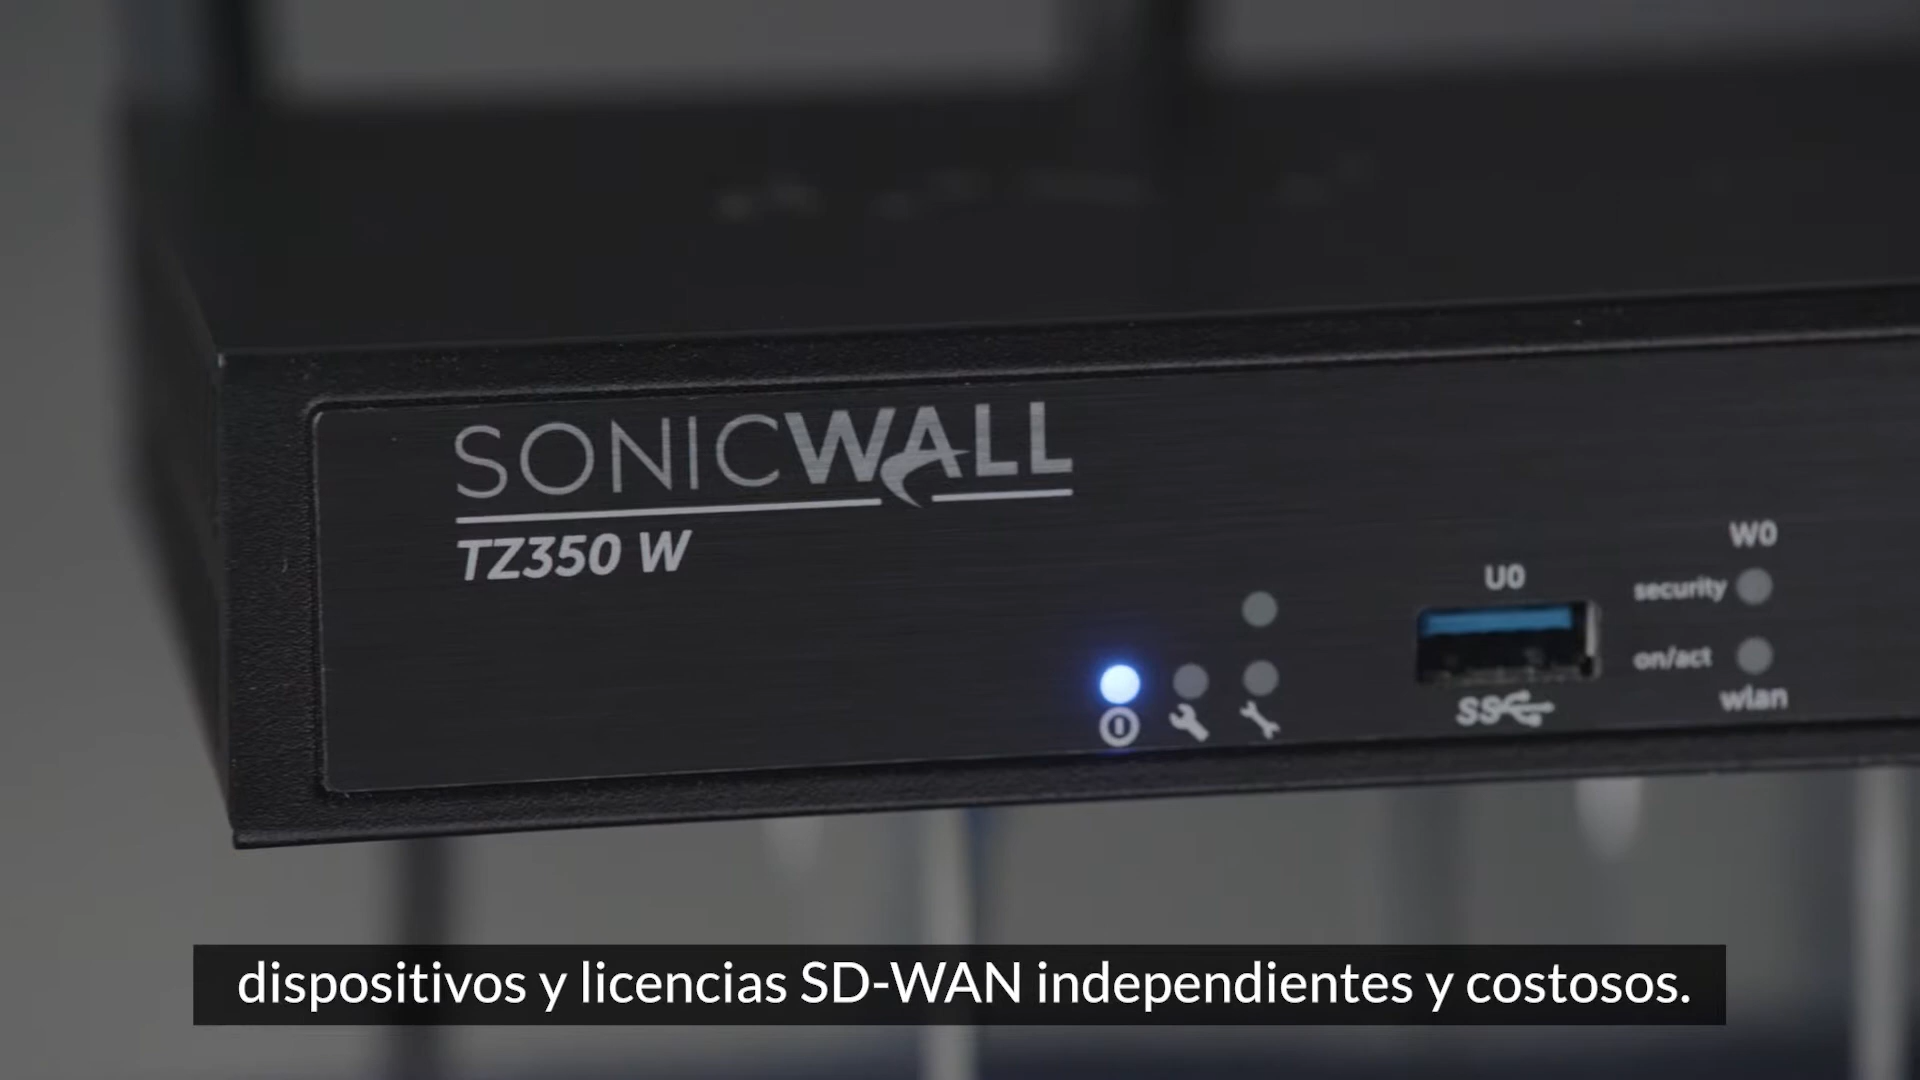 SONICWALL
TZ350 W
U0
W0
security
on/act
wlan
SS
dispositivos y licencias SD-WAN independientes y costosos.